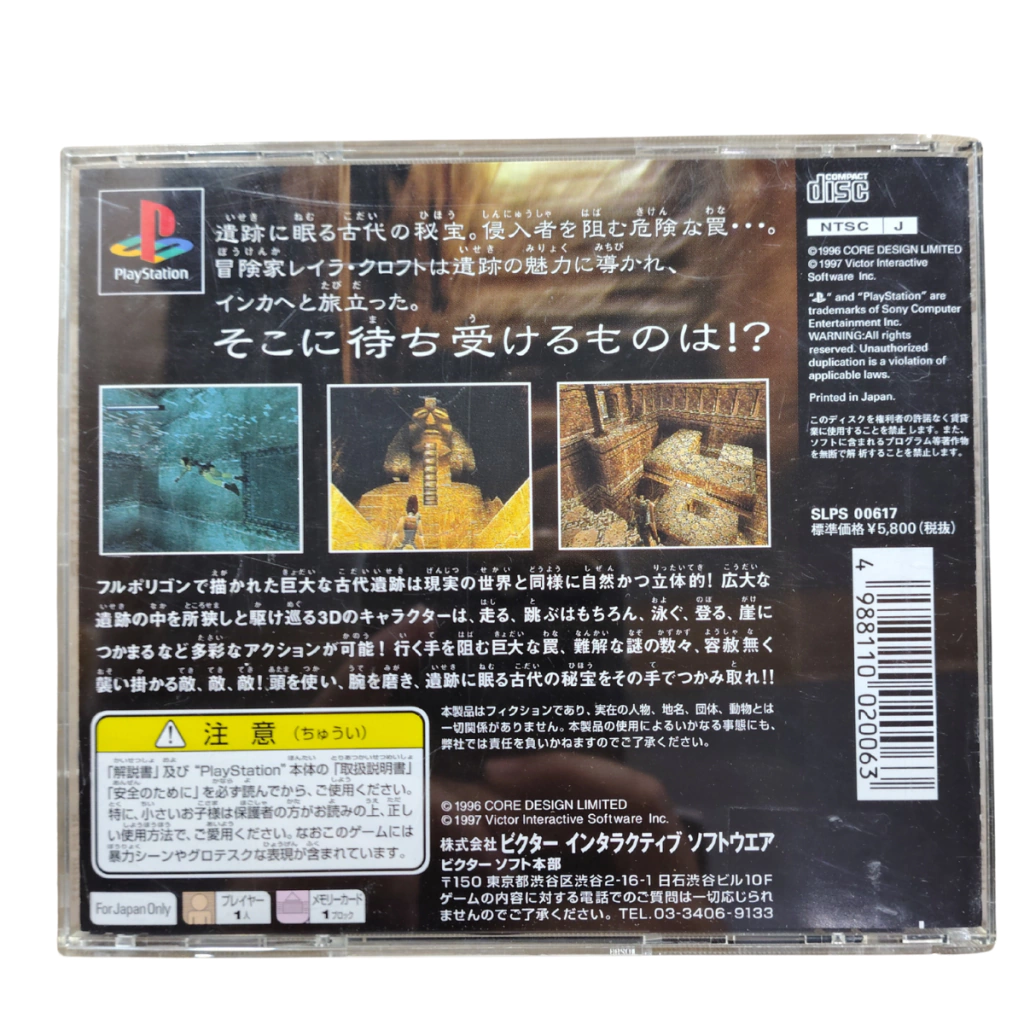 PlayStation
遺跡に眠る古代の秘宝。侵入者を阻む危険な罠・・・。
冒険家レイラ・クロフトは遺跡の魅力に導かれ、
インカへと旅立った。
そこに待ち受けるものは!?
フルポリゴンで描かれた巨大な古代遺跡は現実の世界と同様に自然かつ立体的! 広大な
遺跡の中を所狭しと駆け巡る3Dのキャラクターは、走る、跳ぶはもちろん、泳ぐ、登る、崖に
つかまるなど多彩なアクションが可能! 行く手を阻む巨大な罠、難解な謎の数々、容赦無く
襲い掛かる敵、敵、敵! 頭を使い、腕を磨き、遺跡に眠る古代の秘宝をその手でつかみ取れ!!
注意 (ちゅうい)
「解説書」及び "PlayStation" 本体の「取扱説明書」
「安全のために」を必ず読んでから、ご使用ください。
特に、小さいお子様は保護者の方がお読みの上、正し
い使用方法で、ご愛用ください。なおこのゲームには
暴力シーンやグロテスクな表現が含まれています。
For Japan Only
プレイヤー
1人
メモリーカード
1ブロック
本製品はフィクションであり、実在の人物、地名、団体、動物とは
一切関係がありません。本製品の使用によるいかなる事態にも、
弊社では責任を負いかねますのでご了承ください。
©1996 CORE DESIGN LIMITED
©1997 Victor Interactive Software Inc.
株式会社 ビクター インタラクティブ ソフトウエア
ビクター ソフト本部
〒150 東京都渋谷区渋谷2-16-1 日石渋谷ビル10F
ゲームの内容に対する電話でのご質問は一切応じられ
ませんのでご了承ください。 TEL.03-3406-9133
COMPACT
disc
NTSC J
©1996 CORE DESIGN LIMITED
©1997 Victor Interactive
Software Inc.
" " and "PlayStation" are
trademarks of Sony Computer
Entertainment Inc.
WARNING:All rights
reserved. Unauthorized
duplication is a violation of
applicable laws.
Printed in Japan.
このディスクを権利者の許諾なく賃貸
業に使用することを禁止します。また、
ソフトに含まれるプログラム等著作物
を無断で解析することを禁止します。
SLPS 00617
標準価格¥5,800(税抜)
4 988110 020063